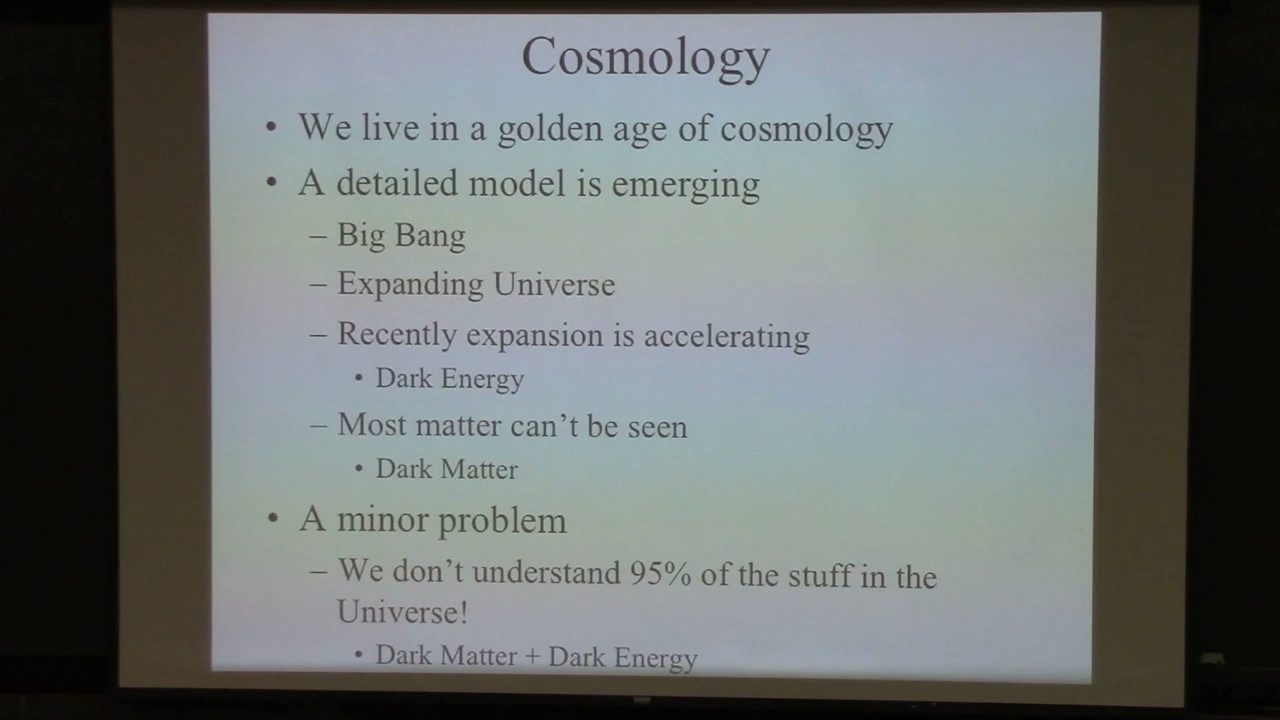 Cosmology
• We live in a golden age of cosmology
• A detailed model is emerging
– Big Bang
– Expanding Universe
– Recently expansion is accelerating
• Dark Energy
– Most matter can't be seen
• Dark Matter
• A minor problem
– We don't understand 95% of the stuff in the
Universe!
• Dark Matter + Dark Energy